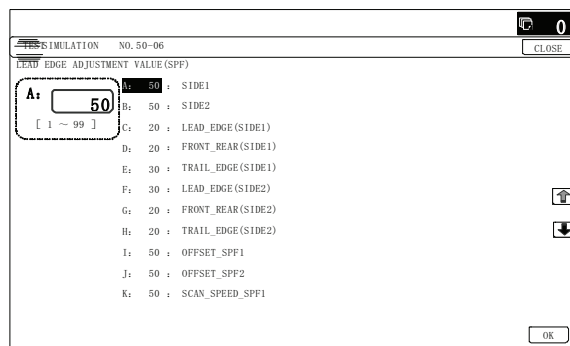 0
TEST SIMULATION NO.50-06
CLOSE
LEAD EDGE ADJUSTMENT VALUE(SPF)
A: 50
[ 1 ~ 99 ]
A: 50 : SIDE1
B: 50 : SIDE2
C: 20 : LEAD_EDGE(SIDE1)
D: 20 : FRONT_REAR(SIDE1)
E: 30 : TRAIL_EDGE(SIDE1)
F: 30 : LEAD_EDGE(SIDE2)
G: 20 : FRONT_REAR(SIDE2)
H: 20 : TRAIL_EDGE(SIDE2)
I: 50 : OFFSET_SPF1
J: 50 : OFFSET_SPF2
K: 50 : SCAN_SPEED_SPF1
OK